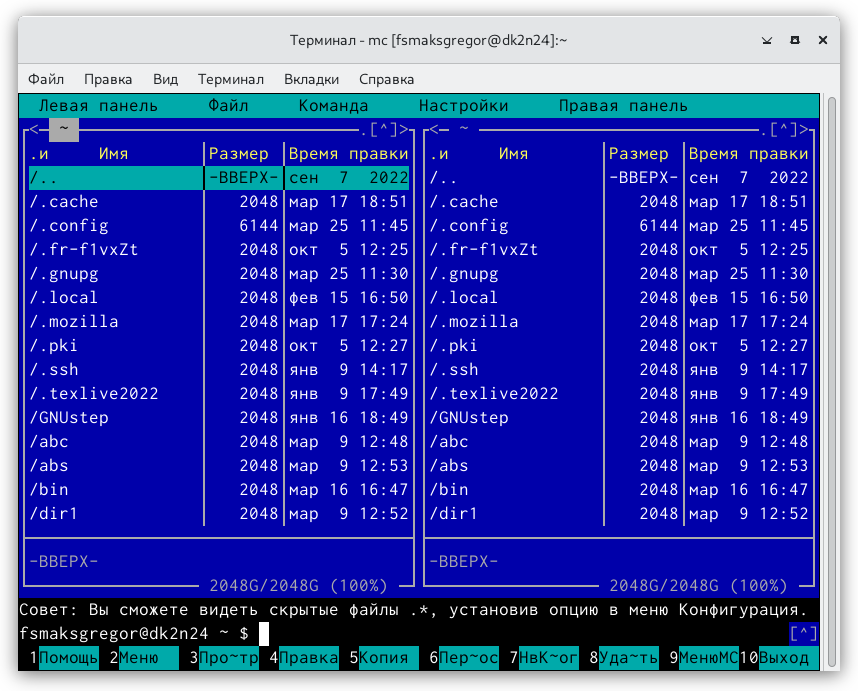 Терминал - mc [fsmaksgregor@dk2n24]:~
Файл Правка Вид Терминал Вкладки Справка
Левая панель Файл Команда Настройки Правая панель
<─ ~ ─.[^]> <─ ~ ─.[^]>
.и Имя Размер Время правки .и Имя Размер Время правки
/.. -ВВЕРХ- сен 7 2022 /.. -ВВЕРХ- сен 7 2022
/.cache 2048 мар 17 18:51 /.cache 2048 мар 17 18:51
/.config 6144 мар 25 11:45 /.config 6144 мар 25 11:45
/.fr-f1vxZt 2048 окт 5 12:25 /.fr-f1vxZt 2048 окт 5 12:25
/.gnupg 2048 мар 25 11:30 /.gnupg 2048 мар 25 11:30
/.local 2048 фев 15 16:50 /.local 2048 фев 15 16:50
/.mozilla 2048 мар 17 17:24 /.mozilla 2048 мар 17 17:24
/.pki 2048 окт 5 12:27 /.pki 2048 окт 5 12:27
/.ssh 2048 янв 9 14:17 /.ssh 2048 янв 9 14:17
/.texlive2022 2048 янв 9 17:49 /.texlive2022 2048 янв 9 17:49
/GNUstep 2048 янв 16 18:49 /GNUstep 2048 янв 16 18:49
/abc 2048 мар 9 12:48 /abc 2048 мар 9 12:48
/abs 2048 мар 9 12:53 /abs 2048 мар 9 12:53
/bin 2048 мар 16 16:47 /bin 2048 мар 16 16:47
/dir1 2048 мар 9 12:52 /dir1 2048 мар 9 12:52
-ВВЕРХ- -ВВЕРХ-
2048G/2048G (100%) 2048G/2048G (100%)
Совет: Вы сможете видеть скрытые файлы .*, установив опцию в меню Конфигурация.
fsmaksgregor@dk2n24 ~ $ [^]
1Помощь 2Меню 3Про~тр 4Правка 5Копия 6Пер~ос 7НвК~ог 8Уда~ть 9МенюMC 10Выход